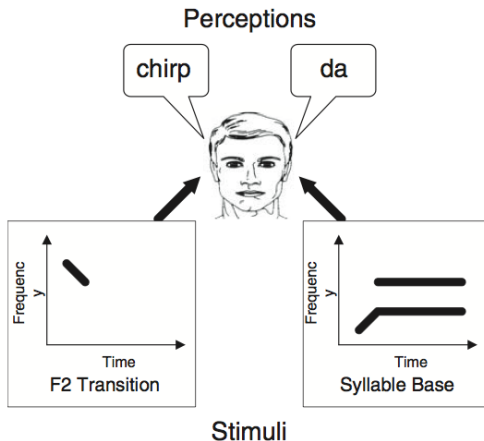 Perceptions
chirp
da
Frequenc
y
Time
F2 Transition
Frequenc
y
Time
Syllable Base
Stimuli